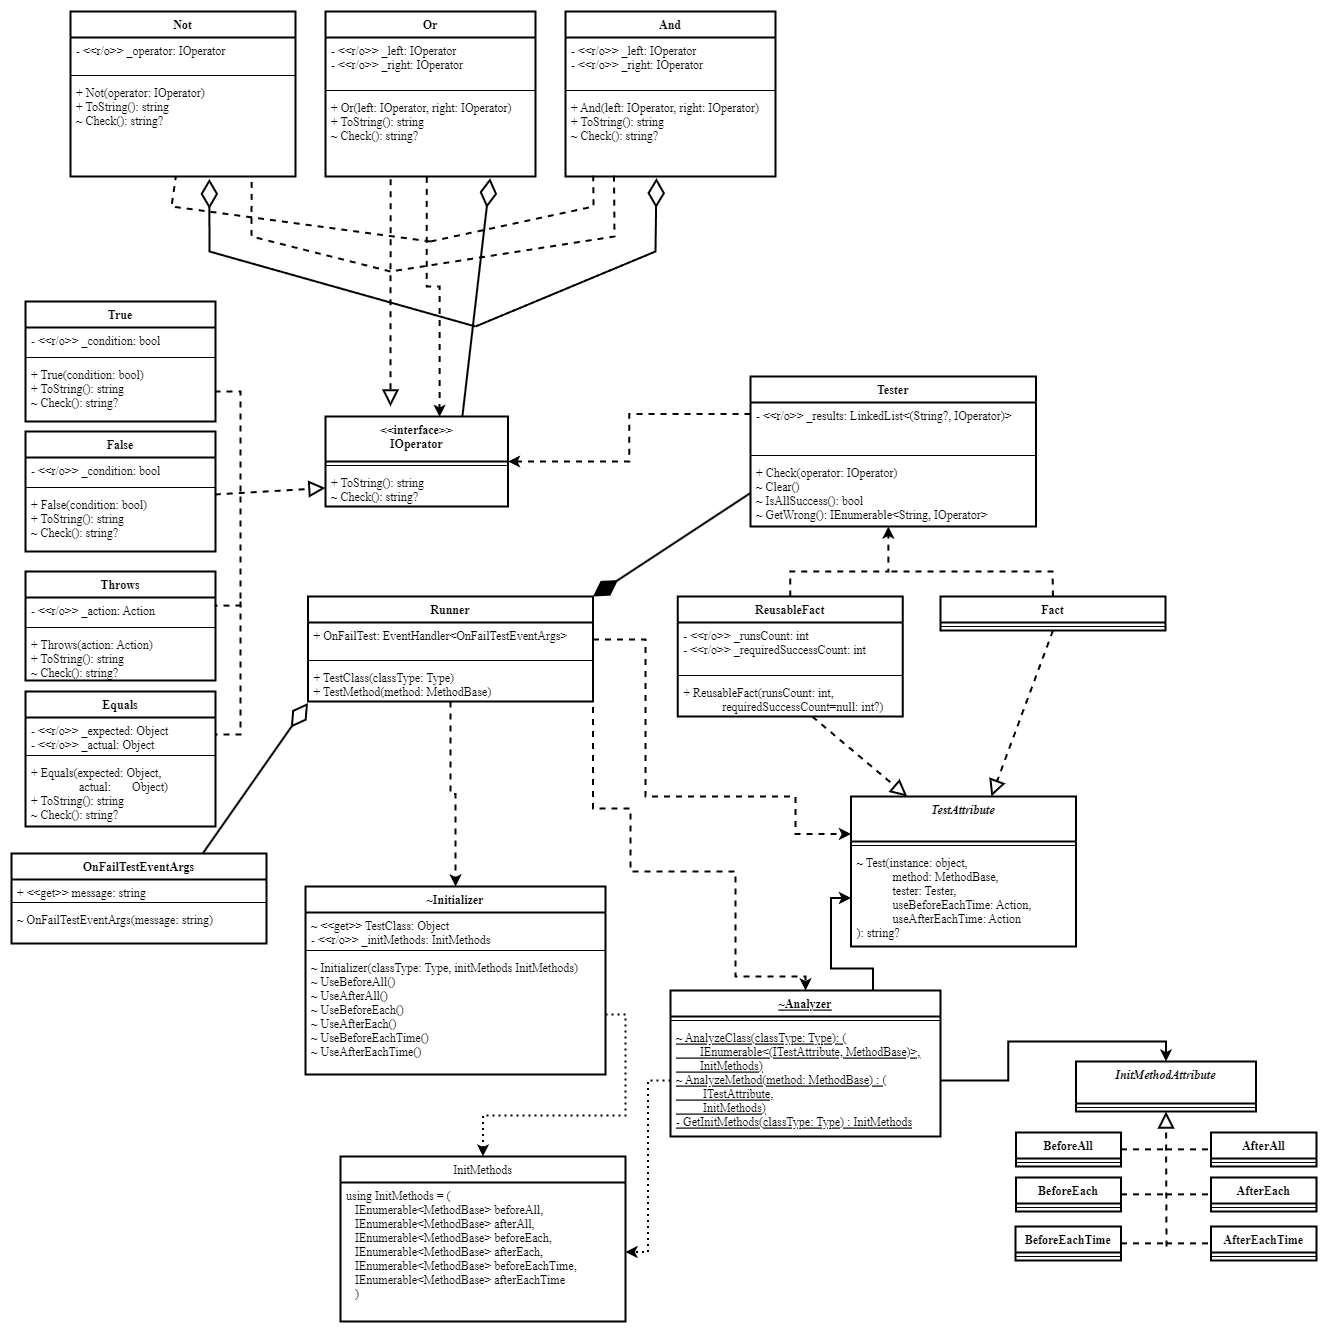 Not
- <<r/o>> _operator: IOperator
+ Not(operator: IOperator)
+ ToString(): string
~ Check(): string?
Or
- <<r/o>> _left: IOperator
- <<r/o>> _right: IOperator
+ Or(left: IOperator, right: IOperator)
+ ToString(): string
~ Check(): string?
And
- <<r/o>> _left: IOperator
- <<r/o>> _right: IOperator
+ And(left: IOperator, right: IOperator)
+ ToString(): string
~ Check(): string?
True
- <<r/o>> _condition: bool
+ True(condition: bool)
+ ToString(): string
~ Check(): string?
False
- <<r/o>> _condition: bool
+ False(condition: bool)
+ ToString(): string
~ Check(): string?
Throws
- <<r/o>> _action: Action
+ Throws(action: Action)
+ ToString(): string
~ Check(): string?
Equals
- <<r/o>> _expected: Object
- <<r/o>> _actual: Object
+ Equals(expected: Object,
actual: Object)
+ ToString(): string
~ Check(): string?
<<interface>>
IOperator
+ ToString(): string
~ Check(): string?
Tester
- <<r/o>> _results: LinkedList<(String?, IOperator)>
+ Check(operator: IOperator)
~ Clear()
~ IsAllSuccess(): bool
~ GetWrong(): IEnumerable<String, IOperator>
Runner
+ OnFailTest: EventHandler<OnFailTestEventArgs>
+ TestClass(classType: Type)
+ TestMethod(method: MethodBase)
ReusableFact
- <<r/o>> _runsCount: int
- <<r/o>> _requiredSuccessCount: int
+ ReusableFact(runsCount: int,
requiredSuccessCount=null: int?)
Fact
TestAttribute
~ Test(instance: object,
method: MethodBase,
tester: Tester,
useBeforeEachTime: Action,
useAfterEachTime: Action
): string?
OnFailTestEventArgs
+ <<get>> message: string
~ OnFailTestEventArgs(message: string)
~Initializer
~ <<get>> TestClass: Object
- <<r/o>> _initMethods: InitMethods
~ Initializer(classType: Type, initMethods InitMethods)
~ UseBeforeAll()
~ UseAfterAll()
~ UseBeforeEach()
~ UseAfterEach()
~ UseBeforeEachTime()
~ UseAfterEachTime()
~Analyzer
~ AnalyzeClass(classType: Type): (
IEnumerable<(ITestAttribute, MethodBase)>,
InitMethods)
~ AnalyzeMethod(method: MethodBase) : (
ITestAttribute,
InitMethods)
- GetInitMethods(classType: Type) : InitMethods
InitMethodAttribute
BeforeAll
AfterAll
BeforeEach
AfterEach
BeforeEachTime
AfterEachTime
InitMethods
using InitMethods = (
IEnumerable<MethodBase> beforeAll,
IEnumerable<MethodBase> afterAll,
IEnumerable<MethodBase> beforeEach,
IEnumerable<MethodBase> afterEach,
IEnumerable<MethodBase> beforeEachTime,
IEnumerable<MethodBase> afterEachTime
)